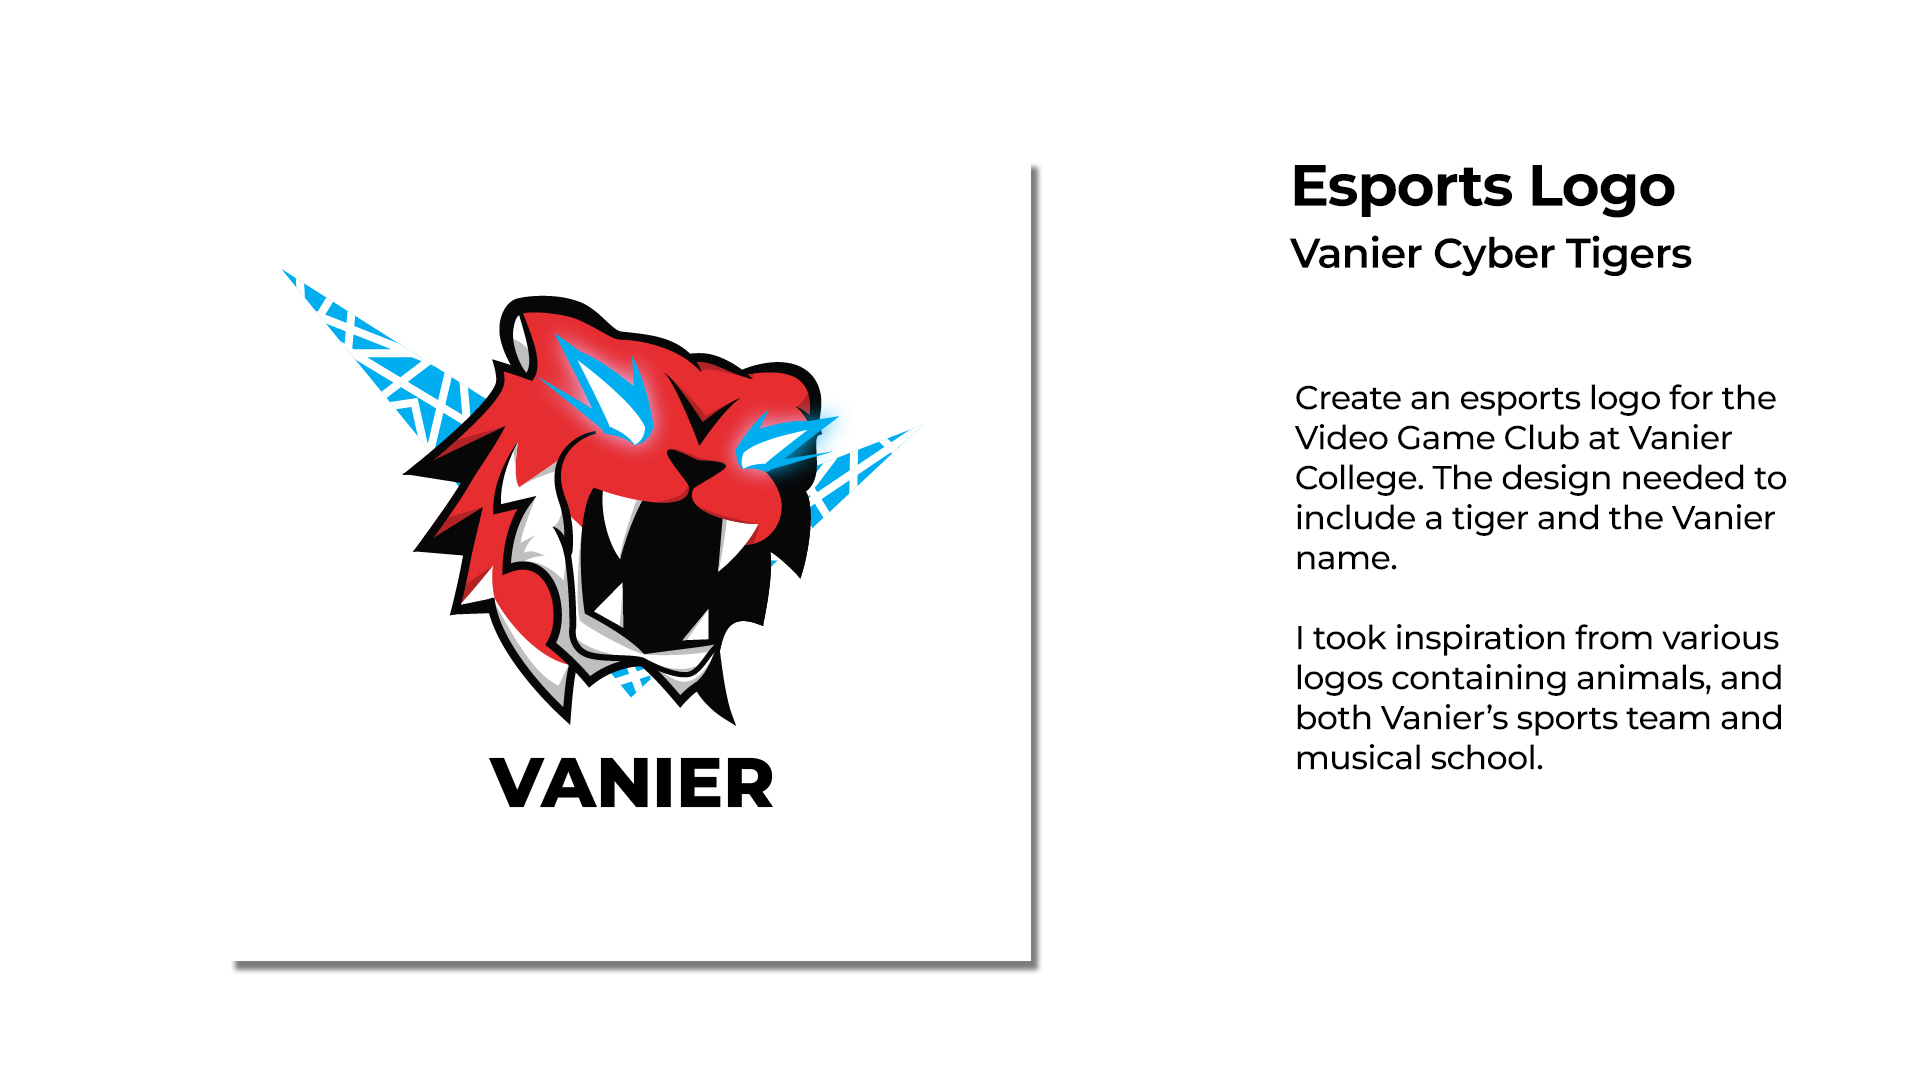 VANIER
Esports Logo
Vanier Cyber Tigers
Create an esports logo for the
Video Game Club at Vanier
College. The design needed to
include a tiger and the Vanier
name.
I took inspiration from various
logos containing animals, and
both Vanier’s sports team and
musical school.